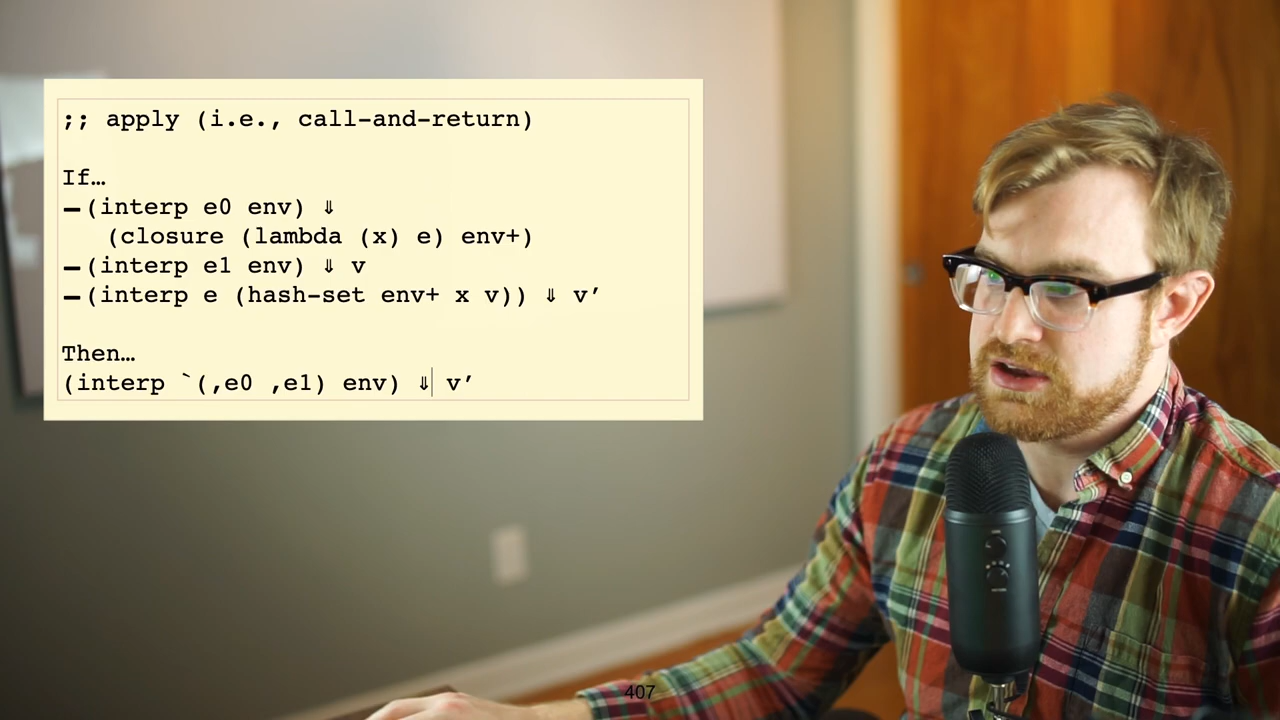 ;; apply (i.e., call-and-return)
If…
–(interp e0 env) ⇓
(closure (lambda (x) e) env+)
–(interp e1 env) ⇓ v
–(interp e (hash-set env+ x v)) ⇓ v’
Then…
(interp `(,e0 ,e1) env) ⇓ v’
407